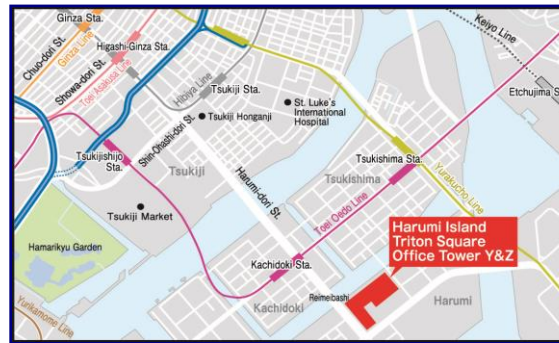 Ginza Sta.
Chuo-dori St.
Ginza Line
Higashi-Ginza Sta.
Showa-dori St.
Toei Asakusa Line
Hibiya Line
Tsukiji Sta.
St. Luke's
International
Hospital
Tsukiji Honganji
Keiyo Line
Etchujima S
Shin-Ohashi-dori St.
Tsukijishijo
Sta.
Tsukiji
Harumi-dori St.
Tsukishima Sta.
Tsukishima
Yurakucho Line
Toei Oedo Line
Tsukiji Market
Hamarikyu Garden
Harumi Island
Triton Square
Office Tower Y&Z
Kachidoki Sta.
Kachidoki
Reimeibashi
Harumi
Yurikamome Line